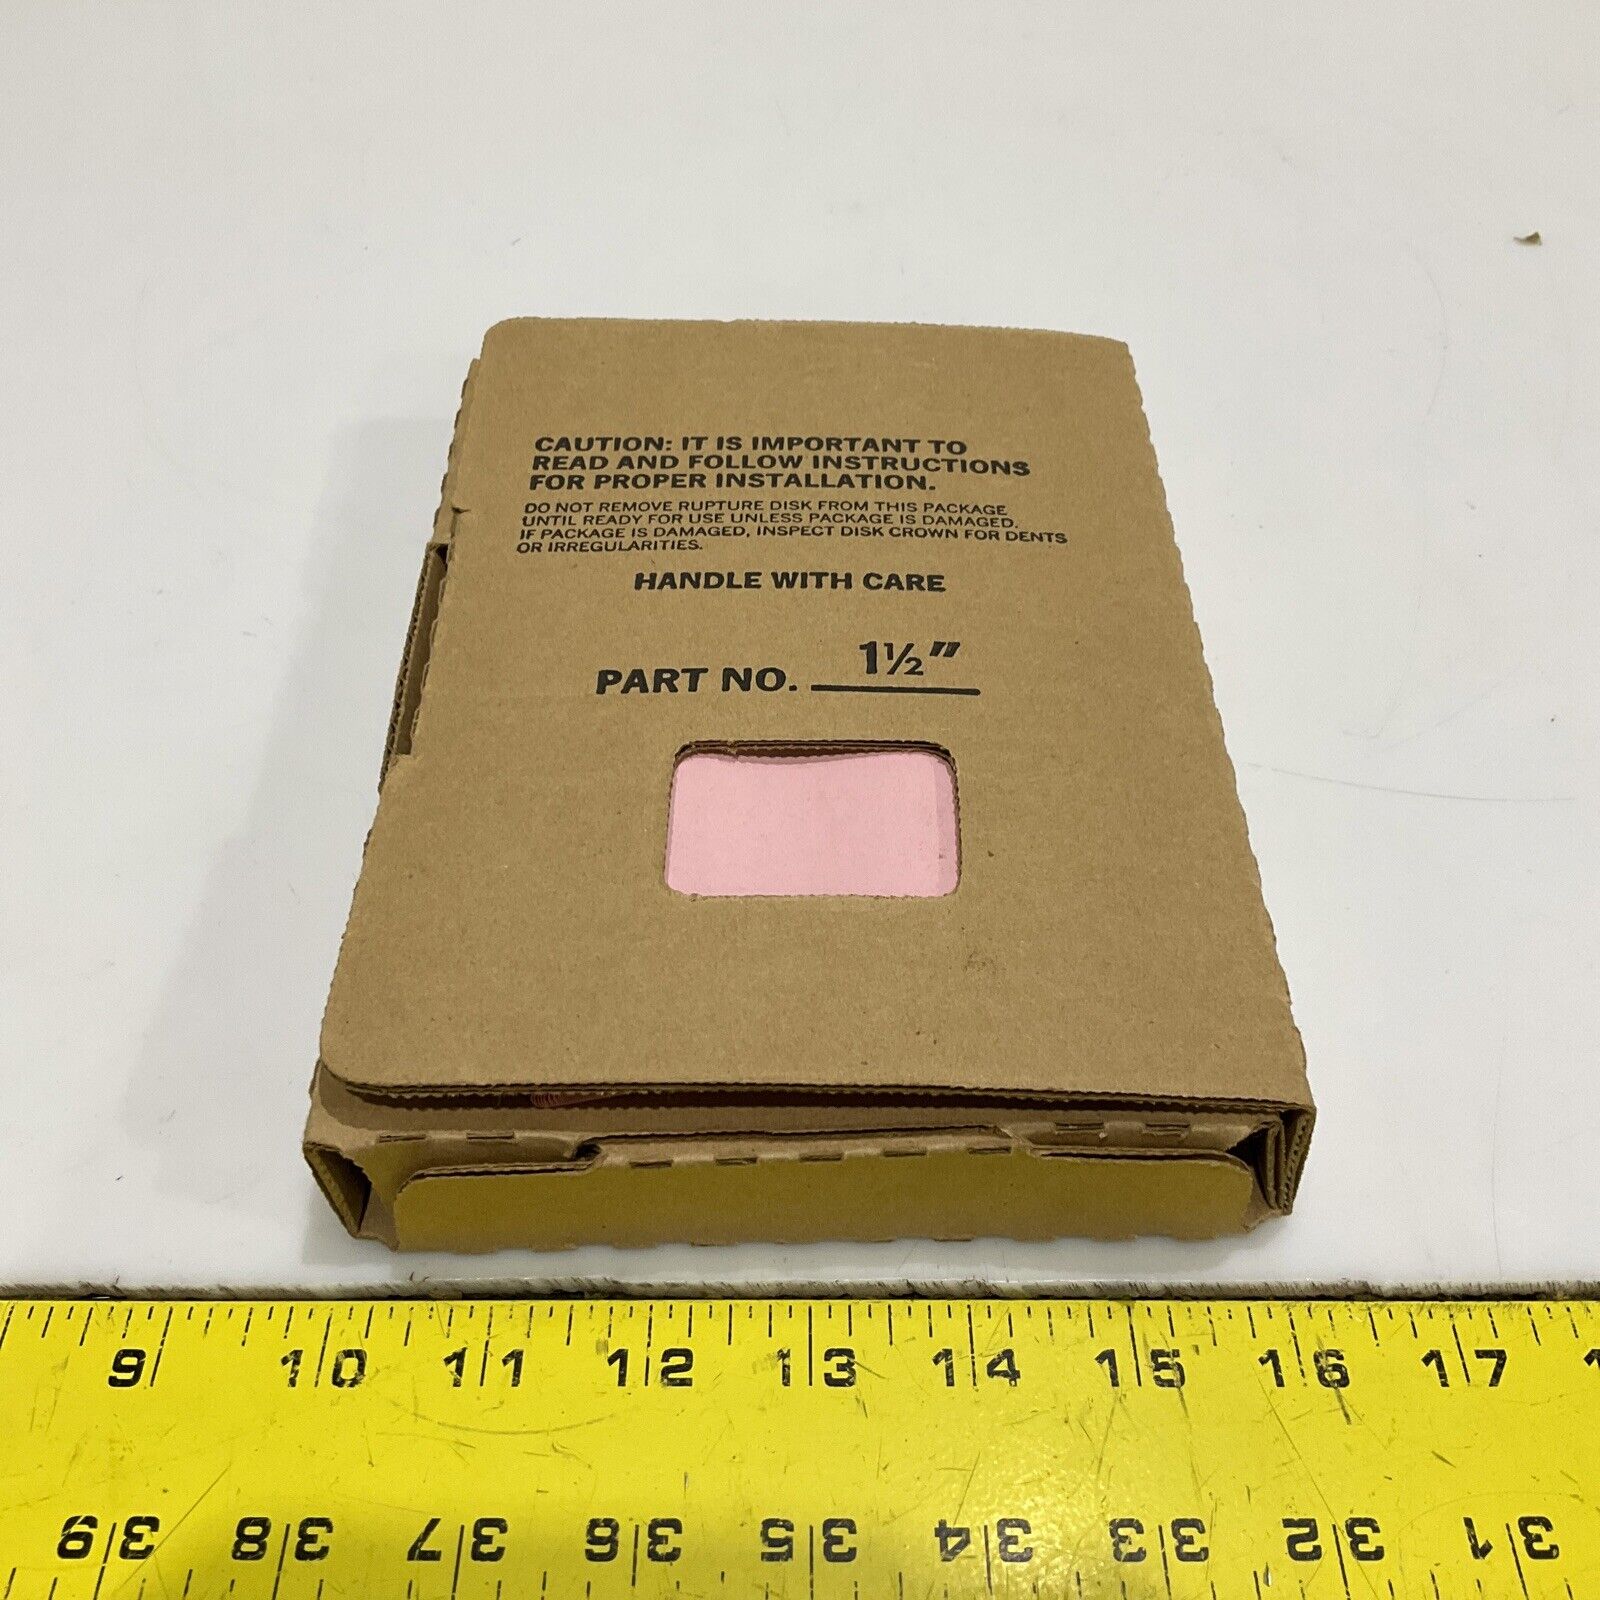 CAUTION: IT IS IMPORTANT TO
READ AND FOLLOW INSTRUCTIONS
FOR PROPER INSTALLATION.
DO NOT REMOVE RUPTURE DISK FROM THIS PACKAGE
UNTIL READY FOR USE UNLESS PACKAGE IS DAMAGED.
IF PACKAGE IS DAMAGED, INSPECT DISK CROWN FOR DENTS
OR IRREGULARITIES.
HANDLE WITH CARE
PART NO. 1½"
9 10 11 12 13 14 15 16 17 1
39 38 37 36 35 34 33 32 31